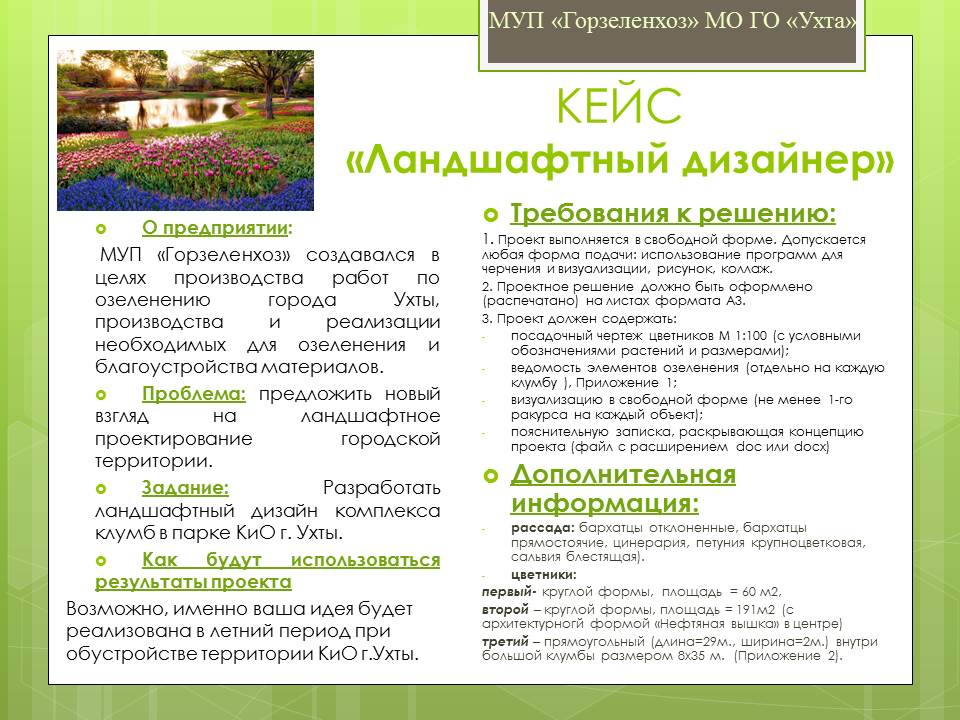 МУП «Горзеленхоз» МО ГО «Ухта»
КЕЙС
«Ландшафтный дизайнер»
О предприятии:
МУП «Горзеленхоз» создавался в
целях производства работ по
озеленению города Ухты,
производства и реализации
необходимых для озеленения и
благоустройства материалов.
Проблема: предложить новый
взгляд на ландшафтное
проектирование городской
территории.
Задание: Разработать
ландшафтный дизайн комплекса
клумб в парке КиО г. Ухты.
Как будут использоваться
результаты проекта
Возможно, именно ваша идея будет
реализована в летний период при
обустройстве территории КиО г.Ухты.
Требования к решению:
1. Проект выполняется в свободной форме. Допускается
любая форма подачи: использование программ для
черчения и визуализации, рисунок, коллаж.
2. Проектное решение должно быть оформлено
(распечатано) на листах формата А3.
3. Проект должен содержать:
- посадочный чертеж цветников М 1:100 (с условными
обозначениями растений и размерами);
- ведомость элементов озеленения (отдельно на каждую
клумбу ), Приложение 1;
- визуализацию в свободной форме (не менее 1-го
ракурса на каждый объект);
- пояснительную записка, раскрывающая концепцию
проекта (файл с расширением doc или docx)
Дополнительная
информация:
- рассада: бархатцы отклоненные, бархатцы
прямостоячие, цинерария, петуния крупноцветковая,
сальвия блестящая).
- цветники:
первый- круглой формы, площадь = 60 м2,
второй – круглой формы, площадь = 191м2 (с
архитектурногй формой «Нефтяная вышка» в центре)
третий – прямоугольный (длина=29м., ширина=2м.) внутри
большой клумбы размером 8х35 м. (Приложение 2).